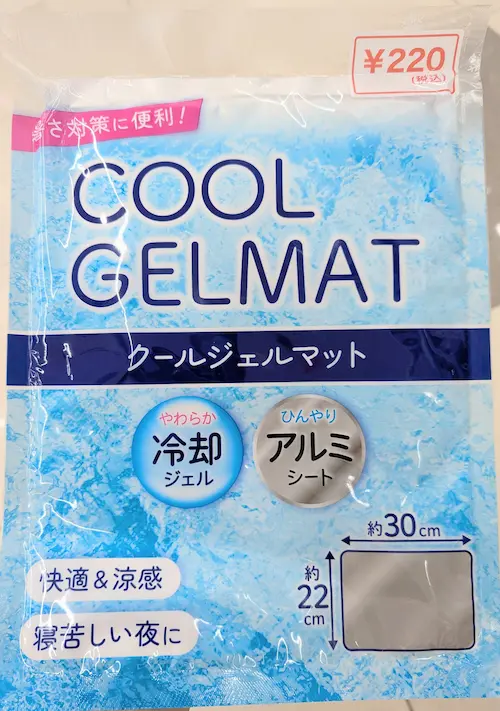 ¥220
(税込)
暑さ対策に便利!
COOL
GELMAT
クールジェルマット
やわらか
冷却
ジェル
ひんやり
アルミ
シート
約30cm
約
22
cm
快適&涼感
寝苦しい夜に